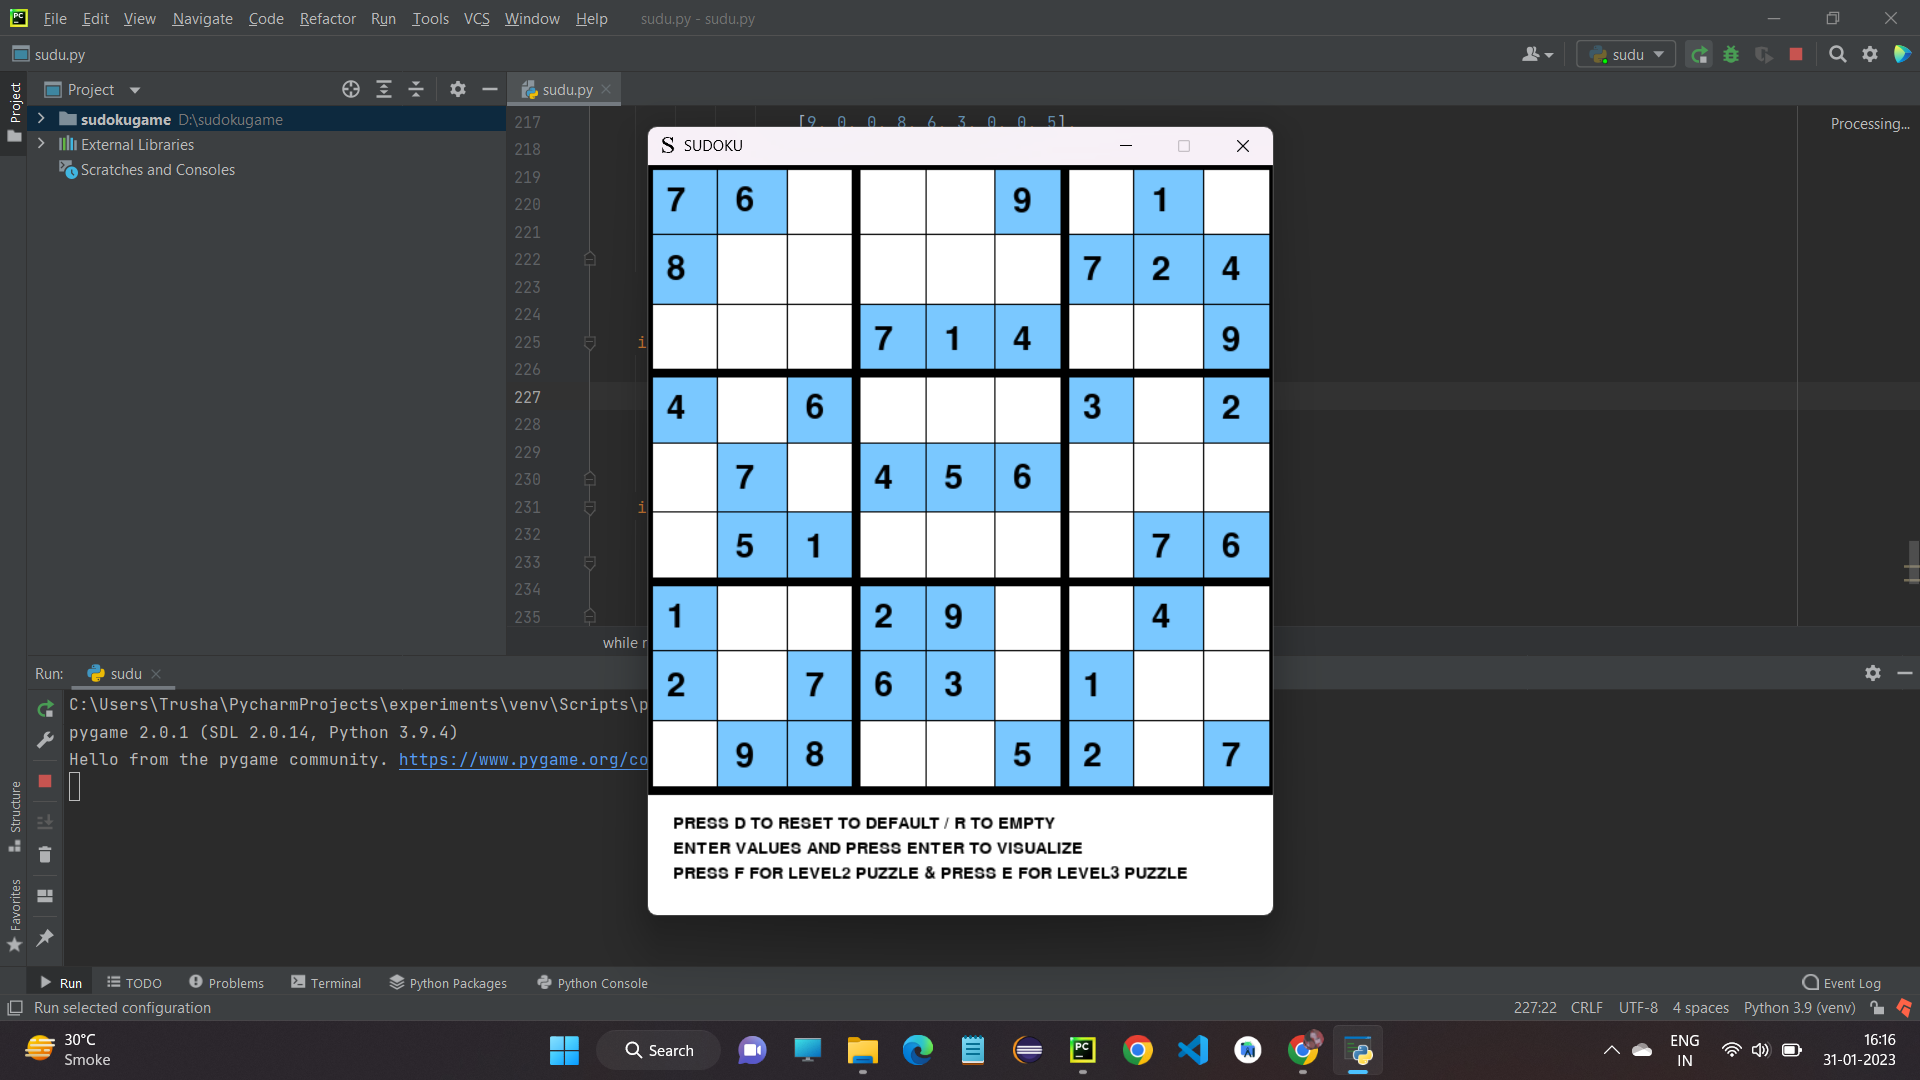 File Edit View Navigate Code Refactor Run Tools VCS Window Help sudu.py - sudu.py
sudu.py
sudu
Project
Project
sudu.py
sudokugame D:\sudokugame
External Libraries
Scratches and Consoles
Processing...
217 [9, 0, 0, 8, 6, 3, 0, 0, 5],
218
219
220
221
222
223
224
225 i
226
227
228
229
230
231 i
232
233
234
235
while
SUDOKU
7 6 9 1
8 7 2 4
7 1 4 9
4 6 3 2
7 4 5 6
5 1 7 6
1 2 9 4
2 7 6 3 1
9 8 5 2 7
PRESS D TO RESET TO DEFAULT / R TO EMPTY
ENTER VALUES AND PRESS ENTER TO VISUALIZE
PRESS F FOR LEVEL2 PUZZLE & PRESS E FOR LEVEL3 PUZZLE
Run: sudu
C:\Users\Trusha\PycharmProjects\experiments\venv\Scripts\p
pygame 2.0.1 (SDL 2.0.14, Python 3.9.4)
Hello from the pygame community. https://www.pygame.org/co
Structure
Favorites
Run TODO Problems Terminal Python Packages Python Console Event Log
Run selected configuration 227:22 CRLF UTF-8 4 spaces Python 3.9 (venv)
30°C
Smoke
Search
ENG
IN
16:16
31-01-2023